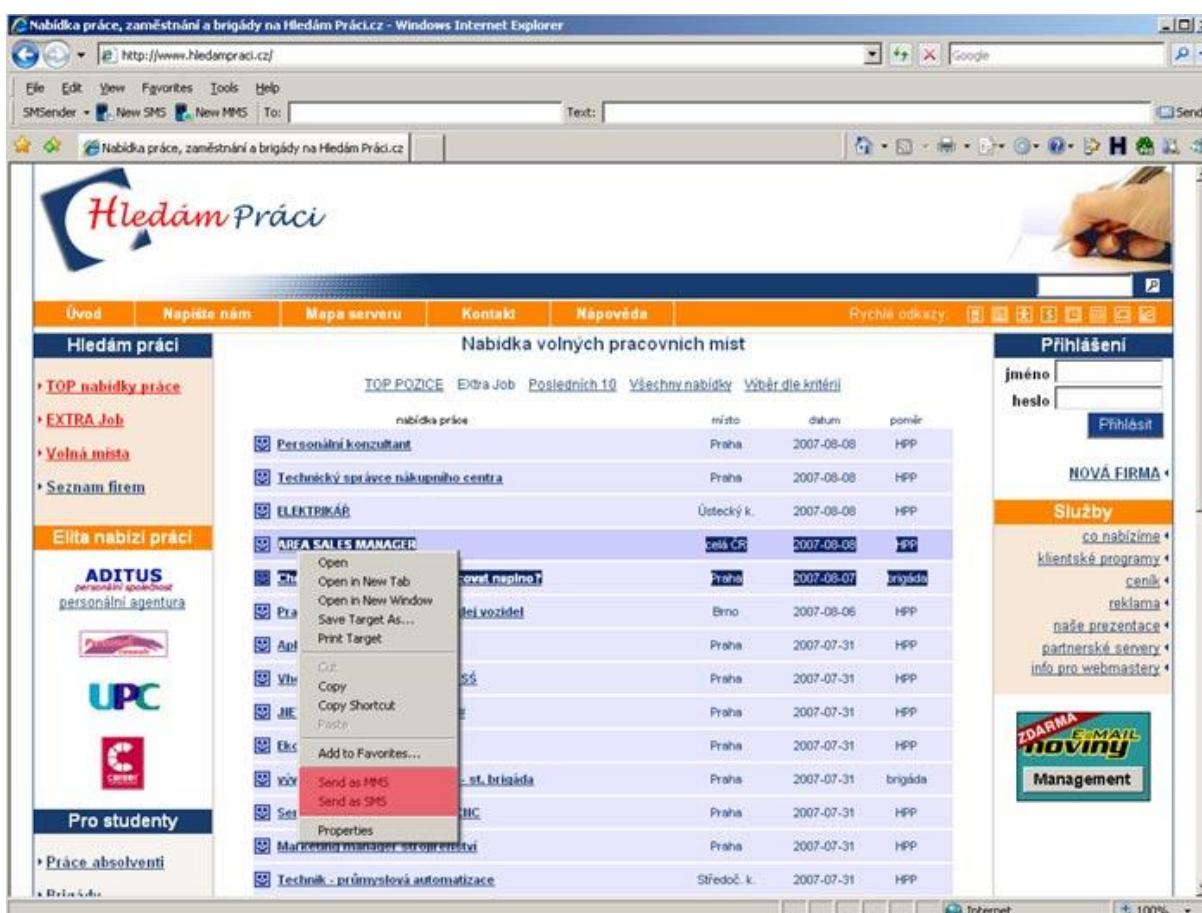 Nabídka práce, zaměstnání a brigády na Hledám Práci.cz - Windows Internet Explorer
http://www.hledampraci.cz/
Google
File Edit View Favorites Tools Help
SMSender New SMS New MMS To: Text: Send
Nabídka práce, zaměstnání a brigády na Hledám Práci.cz
Hledám Práci
Úvod Napište nám Mapa serveru Kontakt Nápověda Rychlé odkazy:
Hledám práci
TOP nabídky práce
EXTRA Job
Volná místa
Seznam firem
Elita nabízí práci
ADITUS
personální společnost
personální agentura
UPC
Pro studenty
Práce absolventi
Brigády
Nabídka volných pracovních míst
TOP POZICE Extra Job Posledních 10 Všechny nabídky Výběr dle kritérií
nabídka práce místo datum poměr
Personální konzultant Praha 2007-08-08 HPP
Technický správce nákupního centra Praha 2007-08-08 HPP
ELEKTRIKÁŘ Ústecký k. 2007-08-08 HPP
AREA SALES MANAGER celá ČR 2007-08-08 HPP
naplno? Praha 2007-08-07 brigáda
Pra dej vozidel Brno 2007-08-06 HPP
Praha 2007-07-31 HPP
SŠ Praha 2007-07-31 HPP
Praha 2007-07-31 HPP
Praha 2007-07-31 HPP
- st. brigáda Praha 2007-07-31 brigáda
Praha 2007-07-31 HPP
Marketing manager strojírenství Praha 2007-07-31 HPP
Technik - průmyslová automatizace Středoč. k. 2007-07-31 HPP
Open
Open in New Tab
Open in New Window
Save Target As...
Print Target
Cut
Copy
Copy Shortcut
Paste
Add to Favorites...
Send as MMS
Send as SMS
Properties
Přihlášení
jméno
heslo
Přihlásit
NOVÁ FIRMA
Služby
co nabízíme
klientské programy
ceník
reklama
naše prezentace
partnerské servery
info pro webmastery
ZDARMA
E-MAIL
noviny
Management
Internet 100%